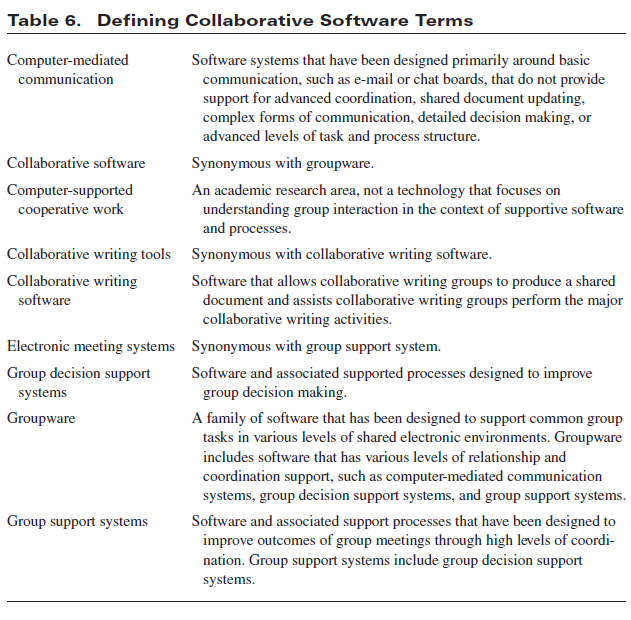 Table 6. Defining Collaborative Software Terms
Computer-mediated
communication
Software systems that have been designed primarily around basic
communication, such as e-mail or chat boards, that do not provide
support for advanced coordination, shared document updating,
complex forms of communication, detailed decision making, or
advanced levels of task and process structure.
Collaborative software
Synonymous with groupware.
Computer-supported
cooperative work
An academic research area, not a technology that focuses on
understanding group interaction in the context of supportive software
and processes.
Collaborative writing tools
Synonymous with collaborative writing software.
Collaborative writing
software
Software that allows collaborative writing groups to produce a shared
document and assists collaborative writing groups perform the major
collaborative writing activities.
Electronic meeting systems
Synonymous with group support system.
Group decision support
systems
Software and associated supported processes designed to improve
group decision making.
Groupware
A family of software that has been designed to support common group
tasks in various levels of shared electronic environments. Groupware
includes software that has various levels of relationship and
coordination support, such as computer-mediated communication
systems, group decision support systems, and group support systems.
Group support systems
Software and associated support processes that have been designed to
improve outcomes of group meetings through high levels of coordi-
nation. Group support systems include group decision support
systems.